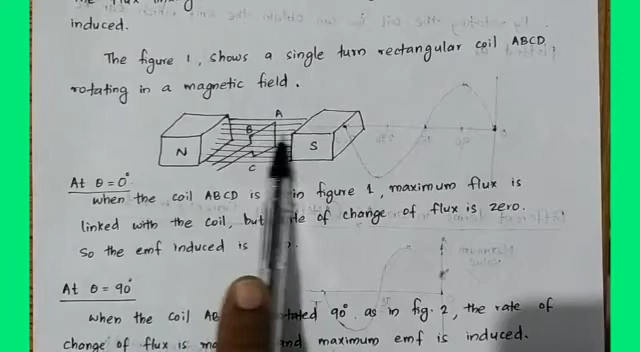 induced.
The figure 1, shows a single turn rectangular coil ABCD,
rotating in a magnetic field.
A
B
N
S
C
At θ = 0°
when the coil ABCD is in figure 1, maximum flux is
linked with the coil, but of change of flux is zero.
So the emf induced is
At θ = 90°
when the coil 90° as in fig. 2, the rate of
change of flux is and maximum emf is induced.